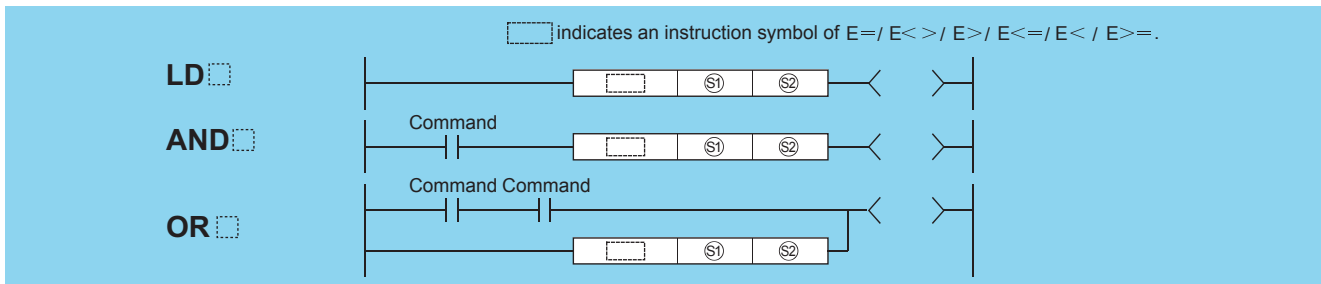 indicates an instruction symbol of E=/ E< >/ E>/ E<=/ E< / E>=.
LD
S1 S2
Command
AND
S1 S2
Command Command
OR
S1 S2